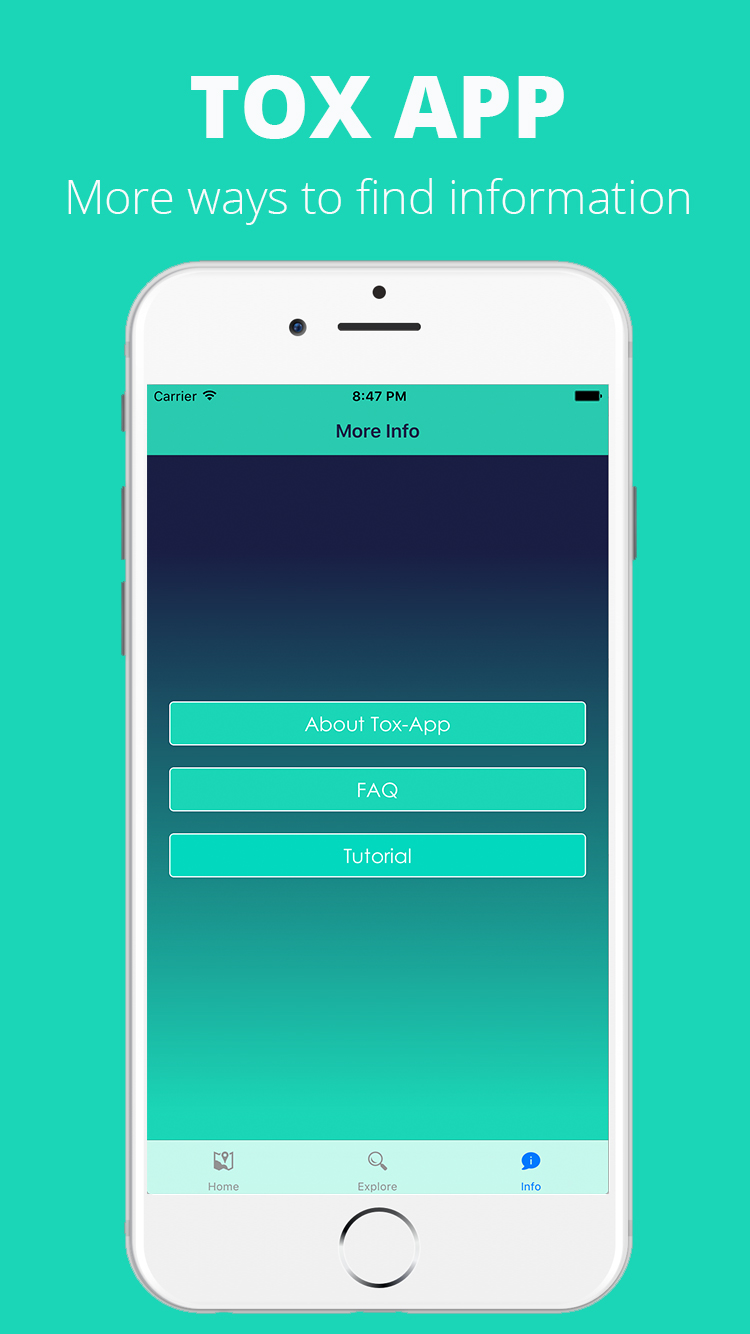 TOX APP
More ways to find information
Carrier 8:47 PM
More Info
About Tox-App
FAQ
Tutorial
Home Explore Info